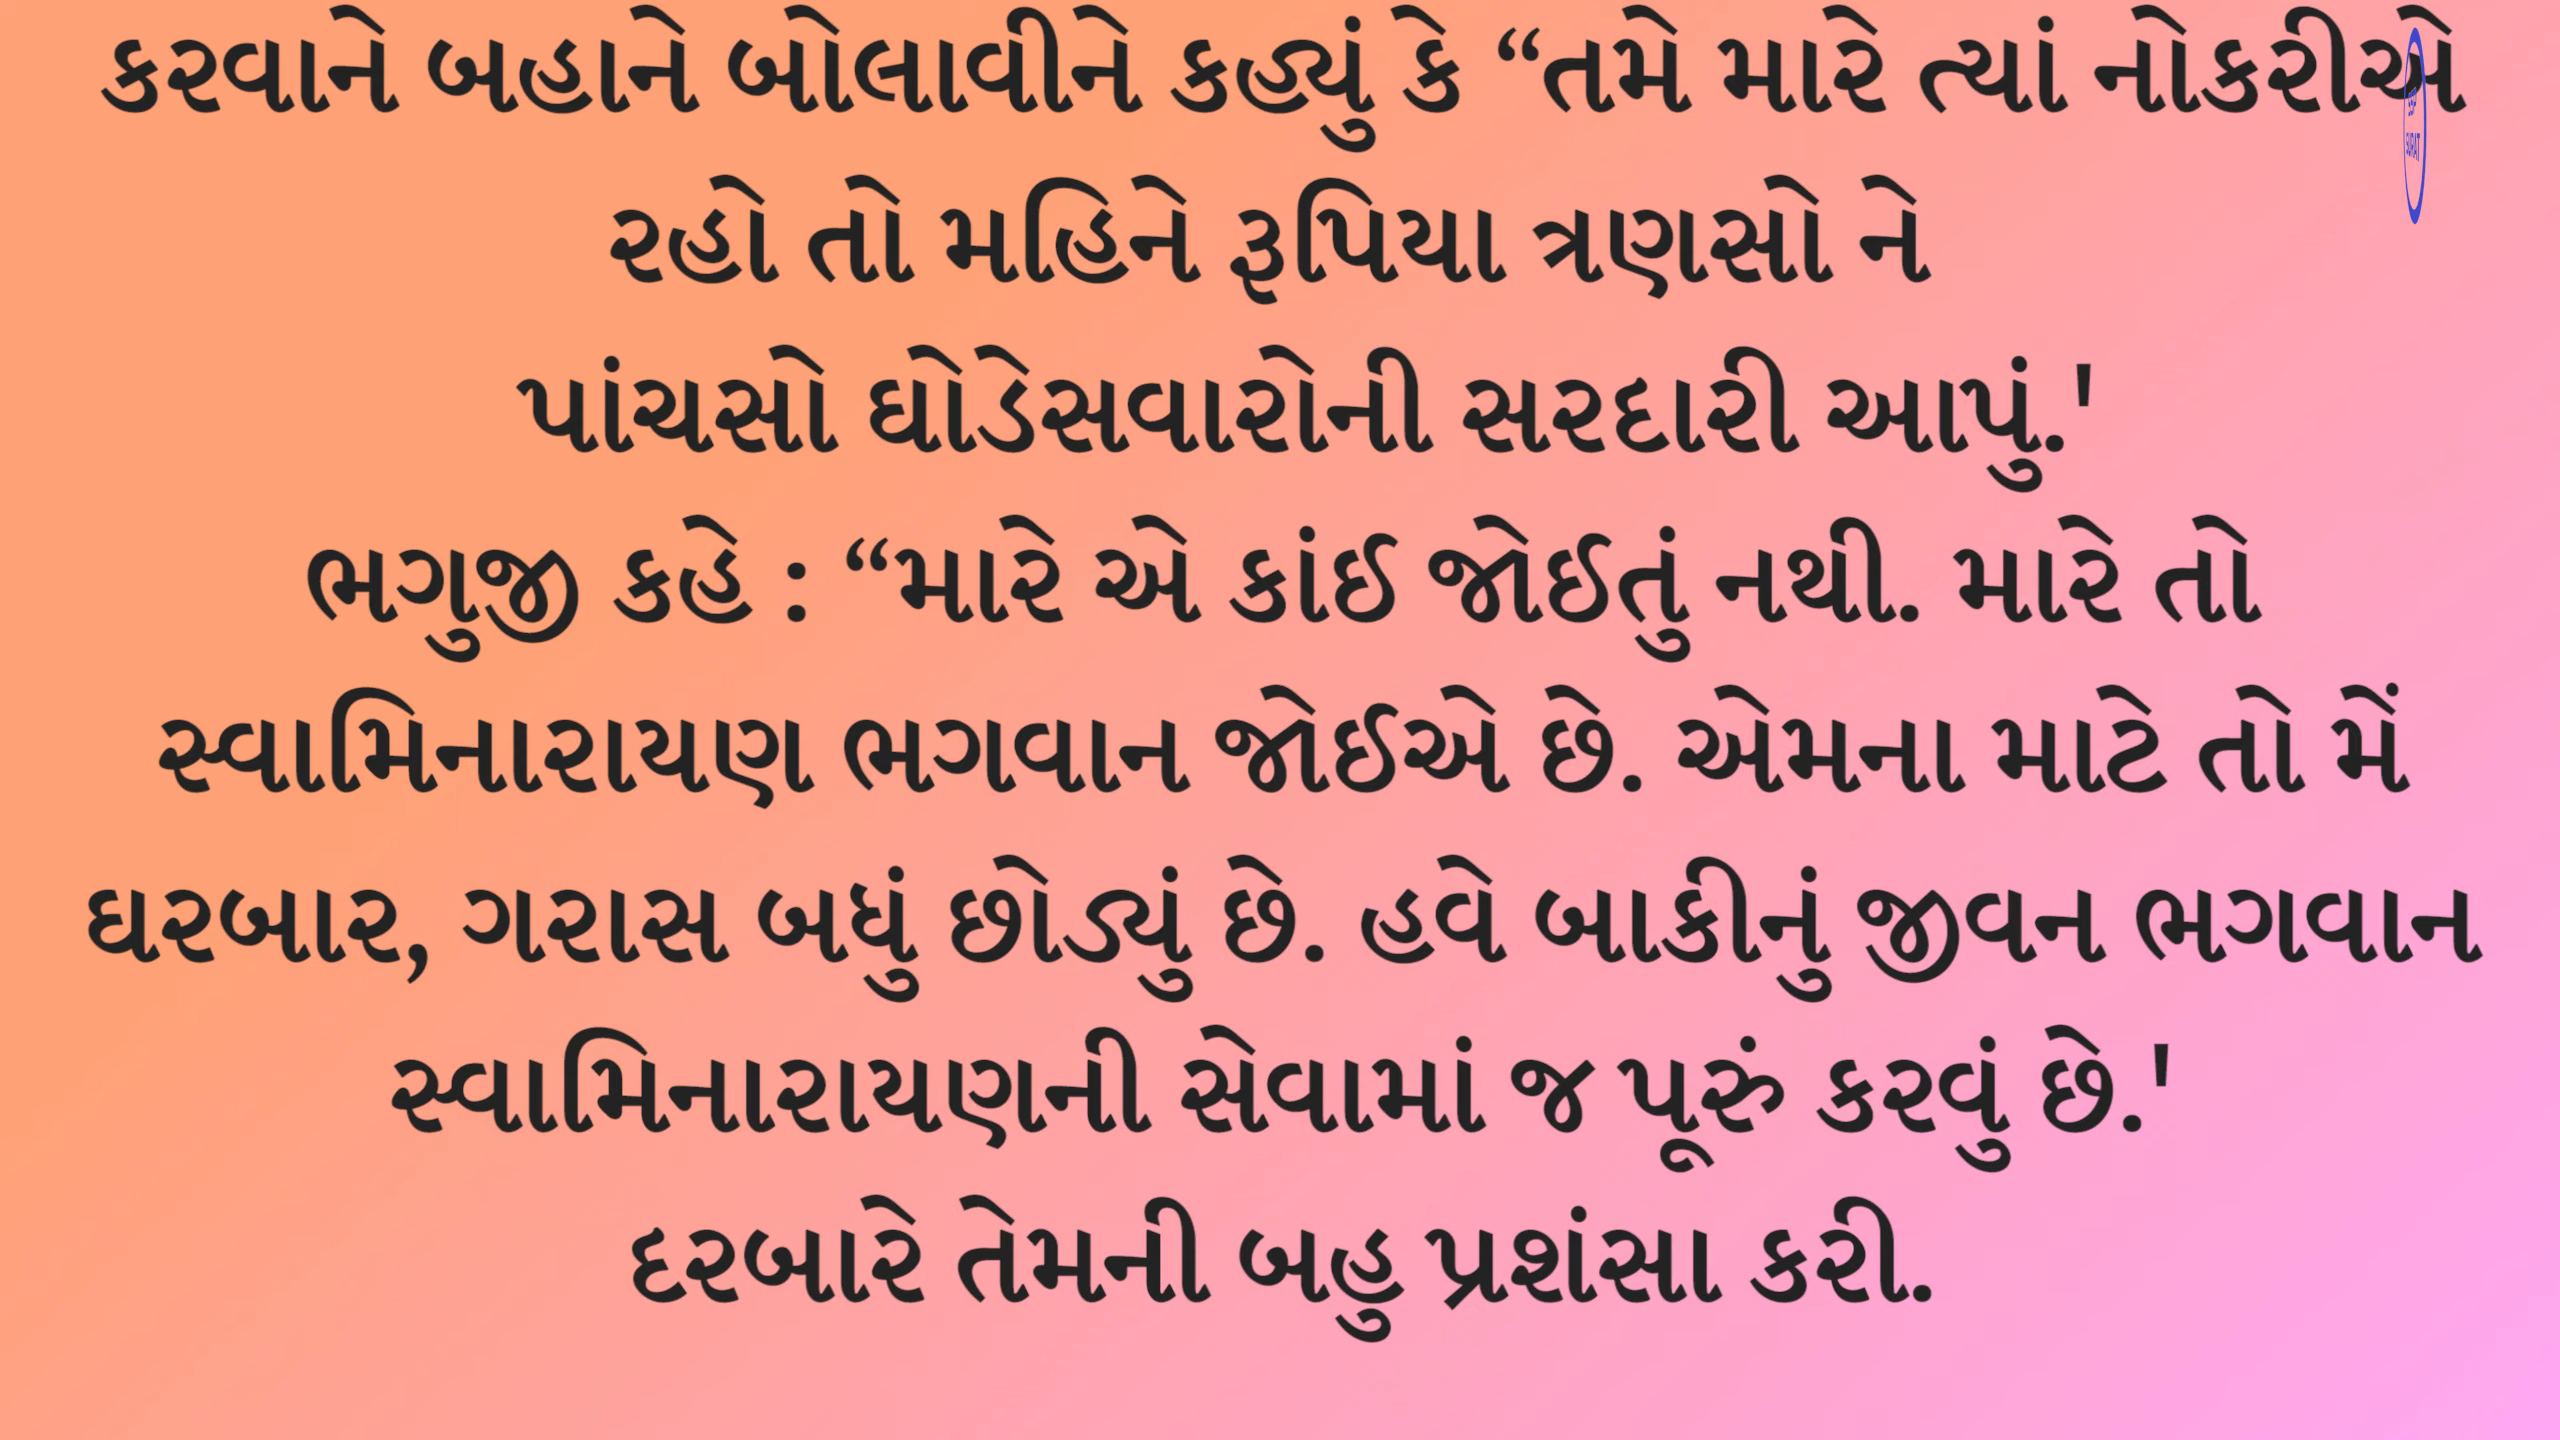 કરવાને બહાને બોલાવીને કહ્યું કે “તમે મારે ત્યાં નોકરીએ
રહો તો મહિને રૂપિયા ત્રણસો ને
પાંચસો ઘોડેસવારોની સરદારી આપું.'
ભગુજી કહે : “મારે એ કાંઈ જોઈતું નથી. મારે તો
સ્વામિનારાયણ ભગવાન જોઈએ છે. એમના માટે તો મેં
ઘરબાર, ગરાસ બધું છોડ્યું છે. હવે બાકીનું જીવન ભગવાન
સ્વામિનારાયણની સેવામાં જ પૂરું કરવું છે.'
દરબારે તેમની બહુ પ્રશંસા કરી.
SURAT